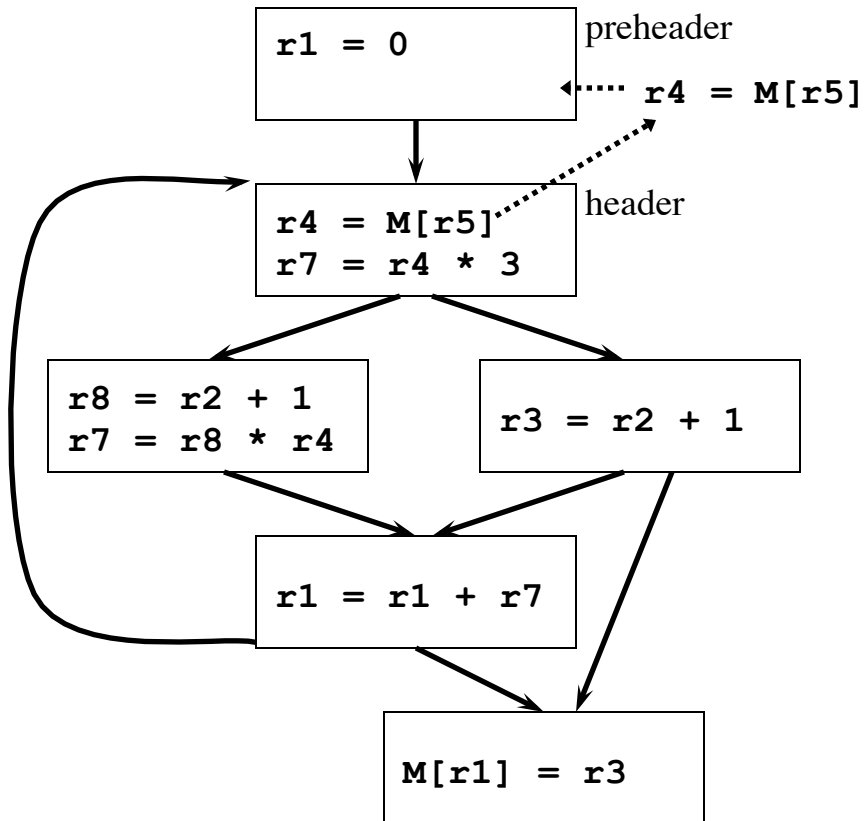 r1 = 0
preheader
r4 = M[r5]
r4 = M[r5]
header
r7 = r4 * 3
r8 = r2 + 1
r7 = r8 * r4
r3 = r2 + 1
r1 = r1 + r7
M[r1] = r3